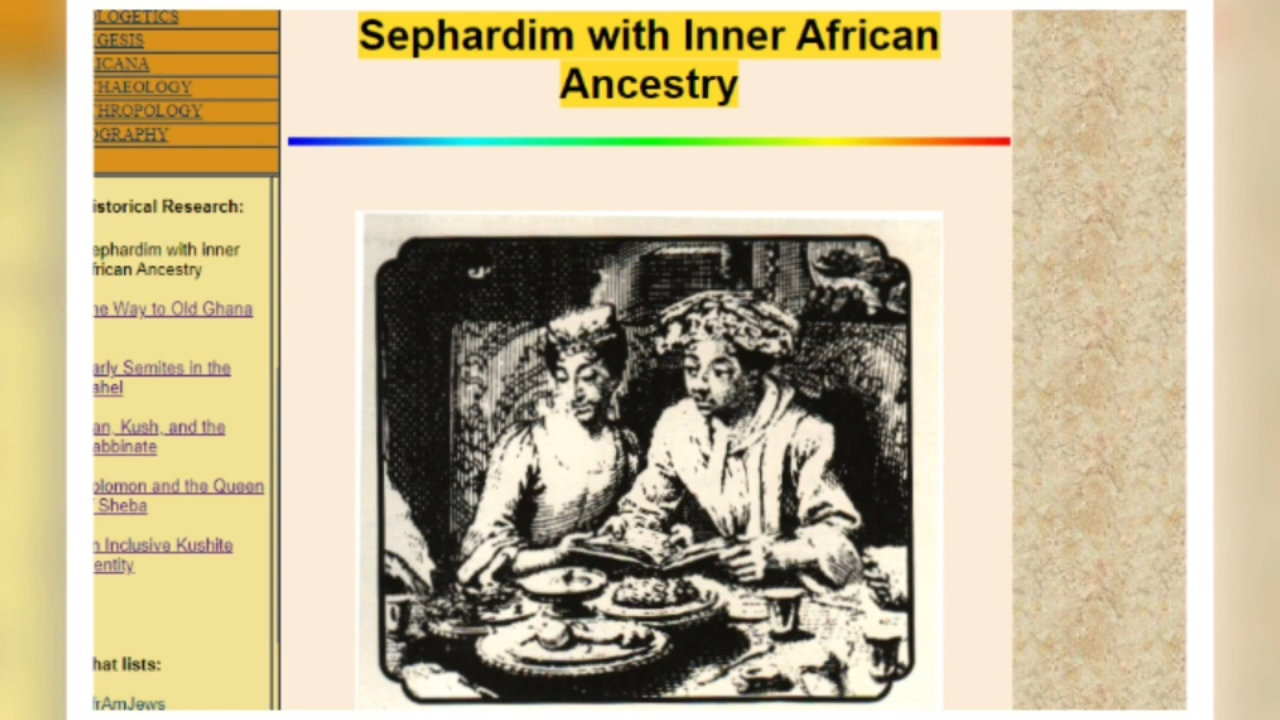 LOGETICS
GESIS
ICANA
HAEOLOGY
THROPOLOGY
OGRAPHY
Sephardim with Inner African
Ancestry
istorical Research:
ephardim with inner
frican Ancestry
he Way to Old Ghana
arly Semites in the
ahel
an, Kush, and the
abbinate
olomon and the Queen
f Sheba
n Inclusive Kushite
entity
hat lists:
frAmJews